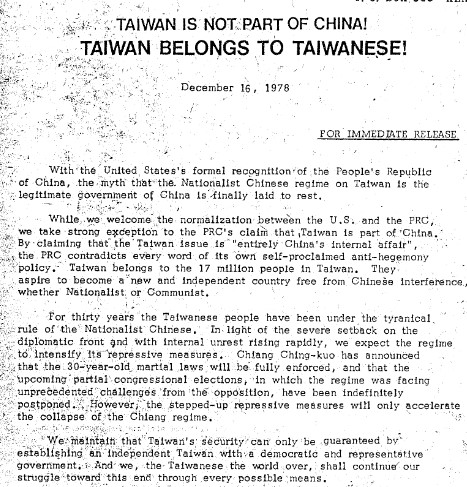 TAIWAN IS NOT PART OF CHINA!
TAIWAN BELONGS TO TAIWANESE!
December 16, 1978
FOR IMMEDIATE RELEASE
With the United States's formal recognition of the People's Republic
of China, the myth that the Nationalist Chinese regime on Taiwan is the
legitimate government of China is finally laid to rest.
While we welcome the normalization between the U.S. and the PRC,
we take strong exception to the PRC's claim that Taiwan is part of China.
By claiming that the Taiwan issue is "entirely China's internal affair",
the PRC contradicts every word of its own self-proclaimed anti-hegemony
policy. Taiwan belongs to the 17 million people in Taiwan. They
aspire to become a new and independent country free from Chinese interference,
whether Nationalist or Communist.
For thirty years the Taiwanese people have been under the tyranical
rule of the Nationalist Chinese. In light of the severe setback on the
diplomatic front and with internal unrest rising rapidly, we expect the regime
to intensify its repressive measures. Chiang Ching-kuo has announced
that the 30-year-old martial laws will be fully enforced, and that the
upcoming partial congressional elections, in which the regime was facing
unprecedented challenges from the opposition, have been indefinitely
postponed. However, the stepped-up repressive measures will only accelerate
the collapse of the Chiang regime.
We maintain that Taiwan's security can only be guaranteed by
establishing an independent Taiwan with a democratic and representative
government. And we, the Taiwanese the world over, shall continue our
struggle toward this end through every possible means.